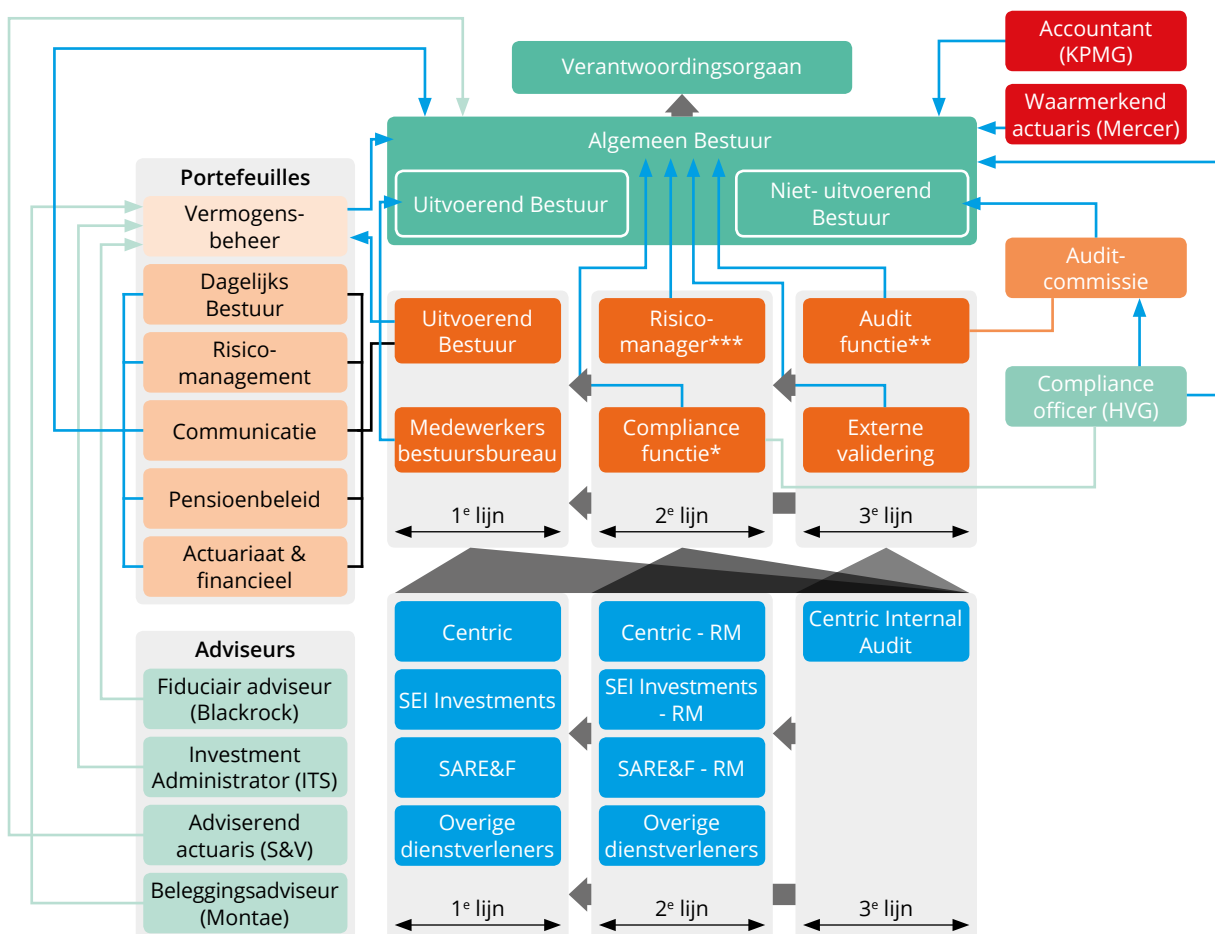 Verantwoordingsorgaan
Accountant
(KPMG)
Waarmerkend
actuaris (Mercer)
Algemeen Bestuur
Uitvoerend Bestuur
Niet- uitvoerend
Bestuur
Portefeuilles
Vermogens-
beheer
Dagelijks
Bestuur
Risico-
management
Communicatie
Pensioenbeleid
Actuariaat &
financieel
Uitvoerend
Bestuur
Risico-
manager***
Audit
functie**
Audit-
commissie
Medewerkers
bestuursbureau
Compliance
functie*
Externe
validering
Compliance
officer (HVG)
1e lijn
2e lijn
3e lijn
Adviseurs
Fiduciair adviseur
(Blackrock)
Investment
Administrator (ITS)
Adviserend
actuaris (S&V)
Beleggingsadviseur
(Montae)
Centric
Centric - RM
Centric Internal
Audit
SEI Investments
SEI Investments
- RM
SARE&F
SARE&F - RM
Overige
dienstverleners
Overige
dienstverleners
1e lijn
2e lijn
3e lijn